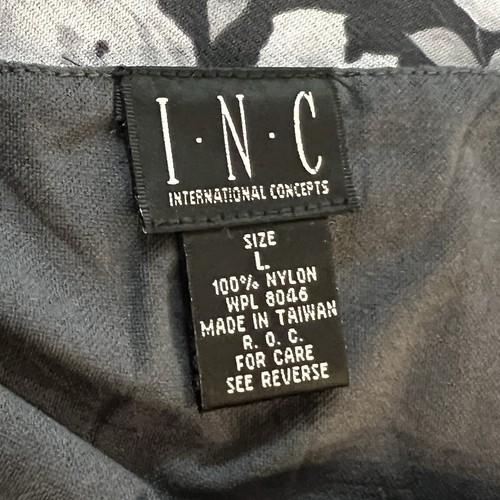 I·N·C
INTERNATIONAL CONCEPTS
SIZE
L.
100% NYLON
WPL 8046
MADE IN TAIWAN
R. O. C.
FOR CARE
SEE REVERSE